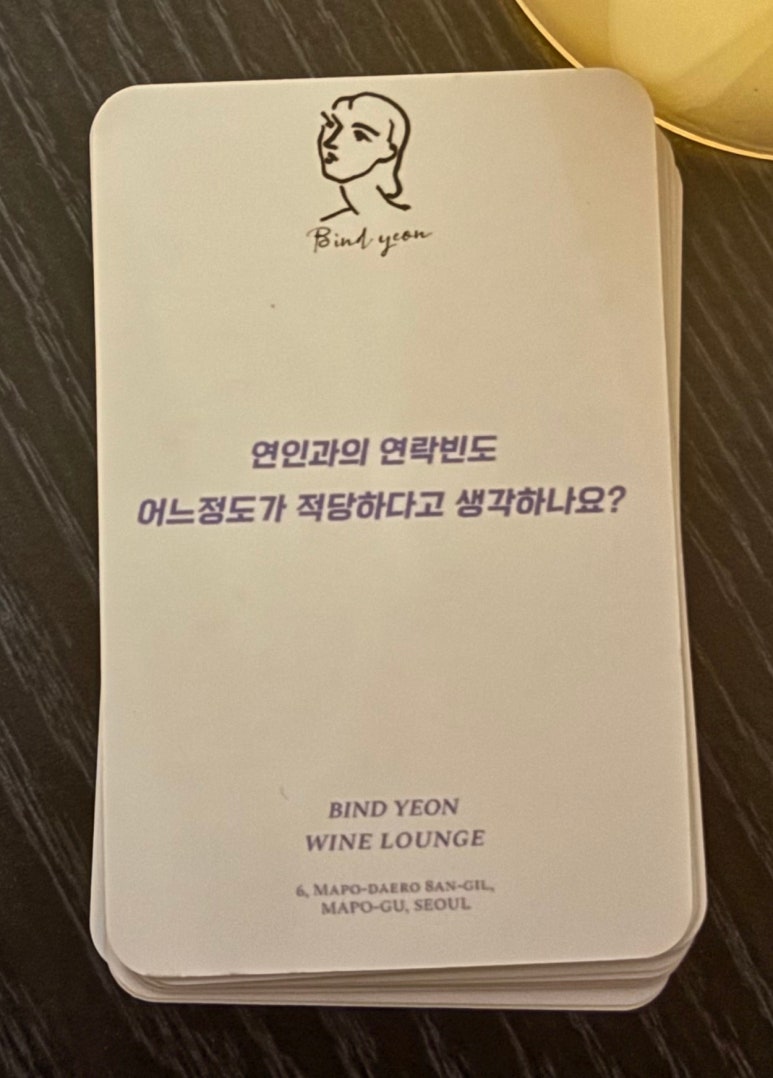 Bind yeon
연인과의 연락빈도
어느정도가 적당하다고 생각하나요?
BIND YEON
WINE LOUNGE
6, MAPO-DAERO 8AN-GIL,
MAPO-GU, SEOUL